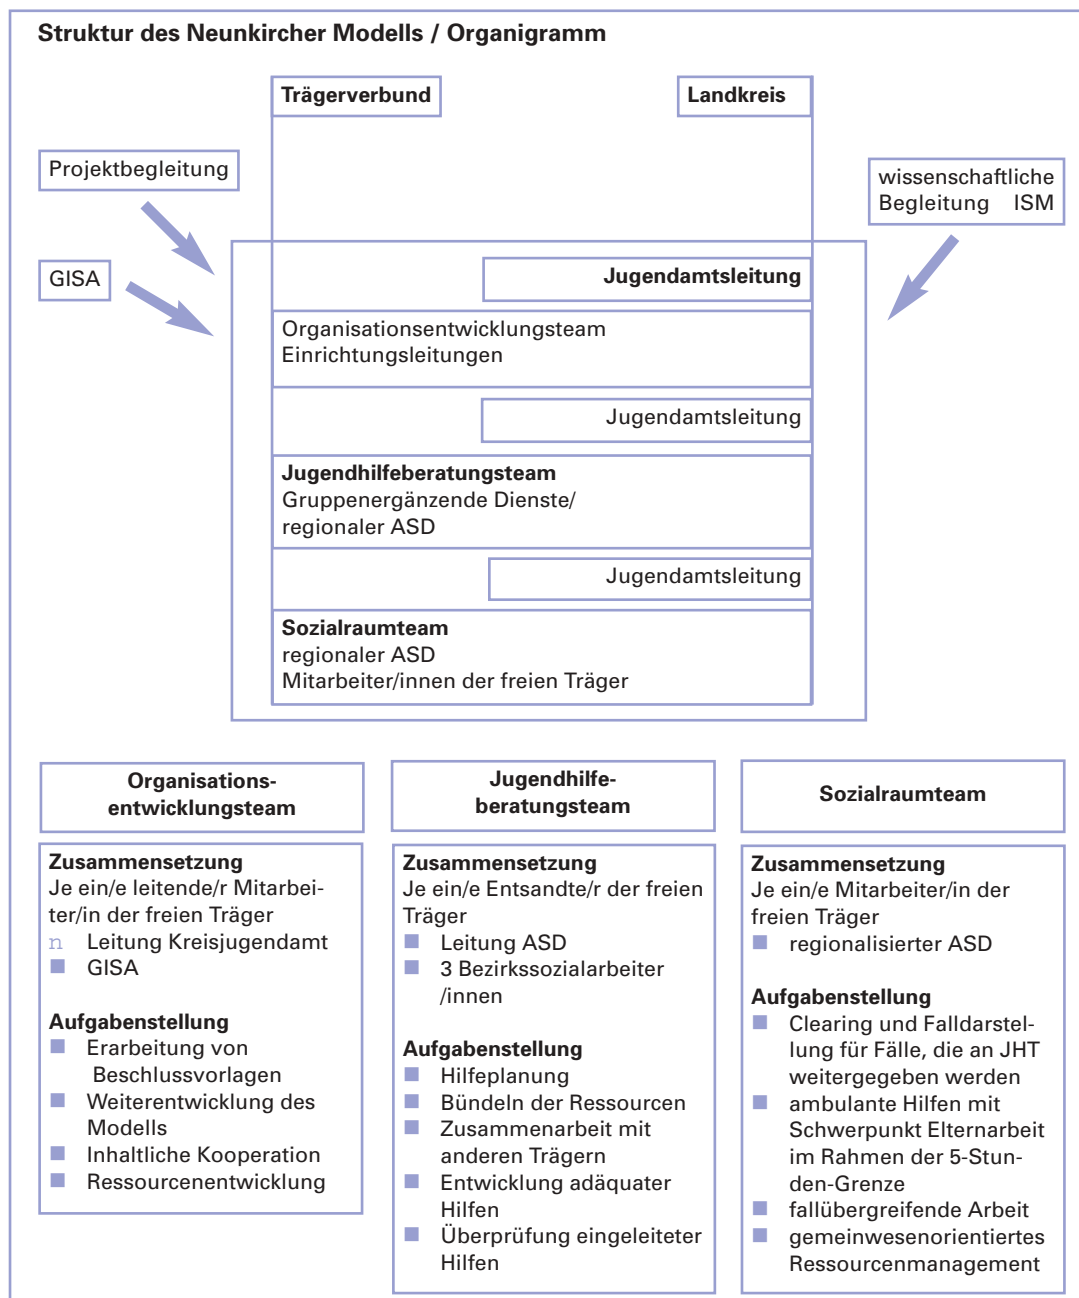 Struktur des Neunkircher Modells / Organigramm
Trägerverbund
Landkreis
Projektbegleitung
wissenschaftliche
Begleitung ISM
GISA
Jugendamtsleitung
Organisationsentwicklungsteam
Einrichtungsleitungen
Jugendamtsleitung
Jugendhilfeberatungsteam
Gruppenergänzende Dienste/
regionaler ASD
Jugendamtsleitung
Sozialraumteam
regionaler ASD
Mitarbeiter/innen der freien Träger
Organisations-
entwicklungsteam
Zusammensetzung
Je ein/e leitende/r Mitarbei-
ter/in der freien Träger
n Leitung Kreisjugendamt
■ GISA
Aufgabenstellung
■ Erarbeitung von
Beschlussvorlagen
■ Weiterentwicklung des
Modells
■ Inhaltliche Kooperation
■ Ressourcenentwicklung
Jugendhilfe-
beratungsteam
Zusammensetzung
Je ein/e Entsandte/r der freien
Träger
■ Leitung ASD
■ 3 Bezirkssozialarbeiter
/innen
Aufgabenstellung
■ Hilfeplanung
■ Bündeln der Ressourcen
■ Zusammenarbeit mit
anderen Trägern
■ Entwicklung adäquater
Hilfen
■ Überprüfung eingeleiteter
Hilfen
Sozialraumteam
Zusammensetzung
Je ein/e Mitarbeiter/in der
freien Träger
■ regionalisierter ASD
Aufgabenstellung
■ Clearing und Falldarstel-
lung für Fälle, die an JHT
weitergegeben werden
■ ambulante Hilfen mit
Schwerpunkt Elternarbeit
im Rahmen der 5-Stun-
den-Grenze
■ fallübergreifende Arbeit
■ gemeinwesenorientiertes
Ressourcenmanagement